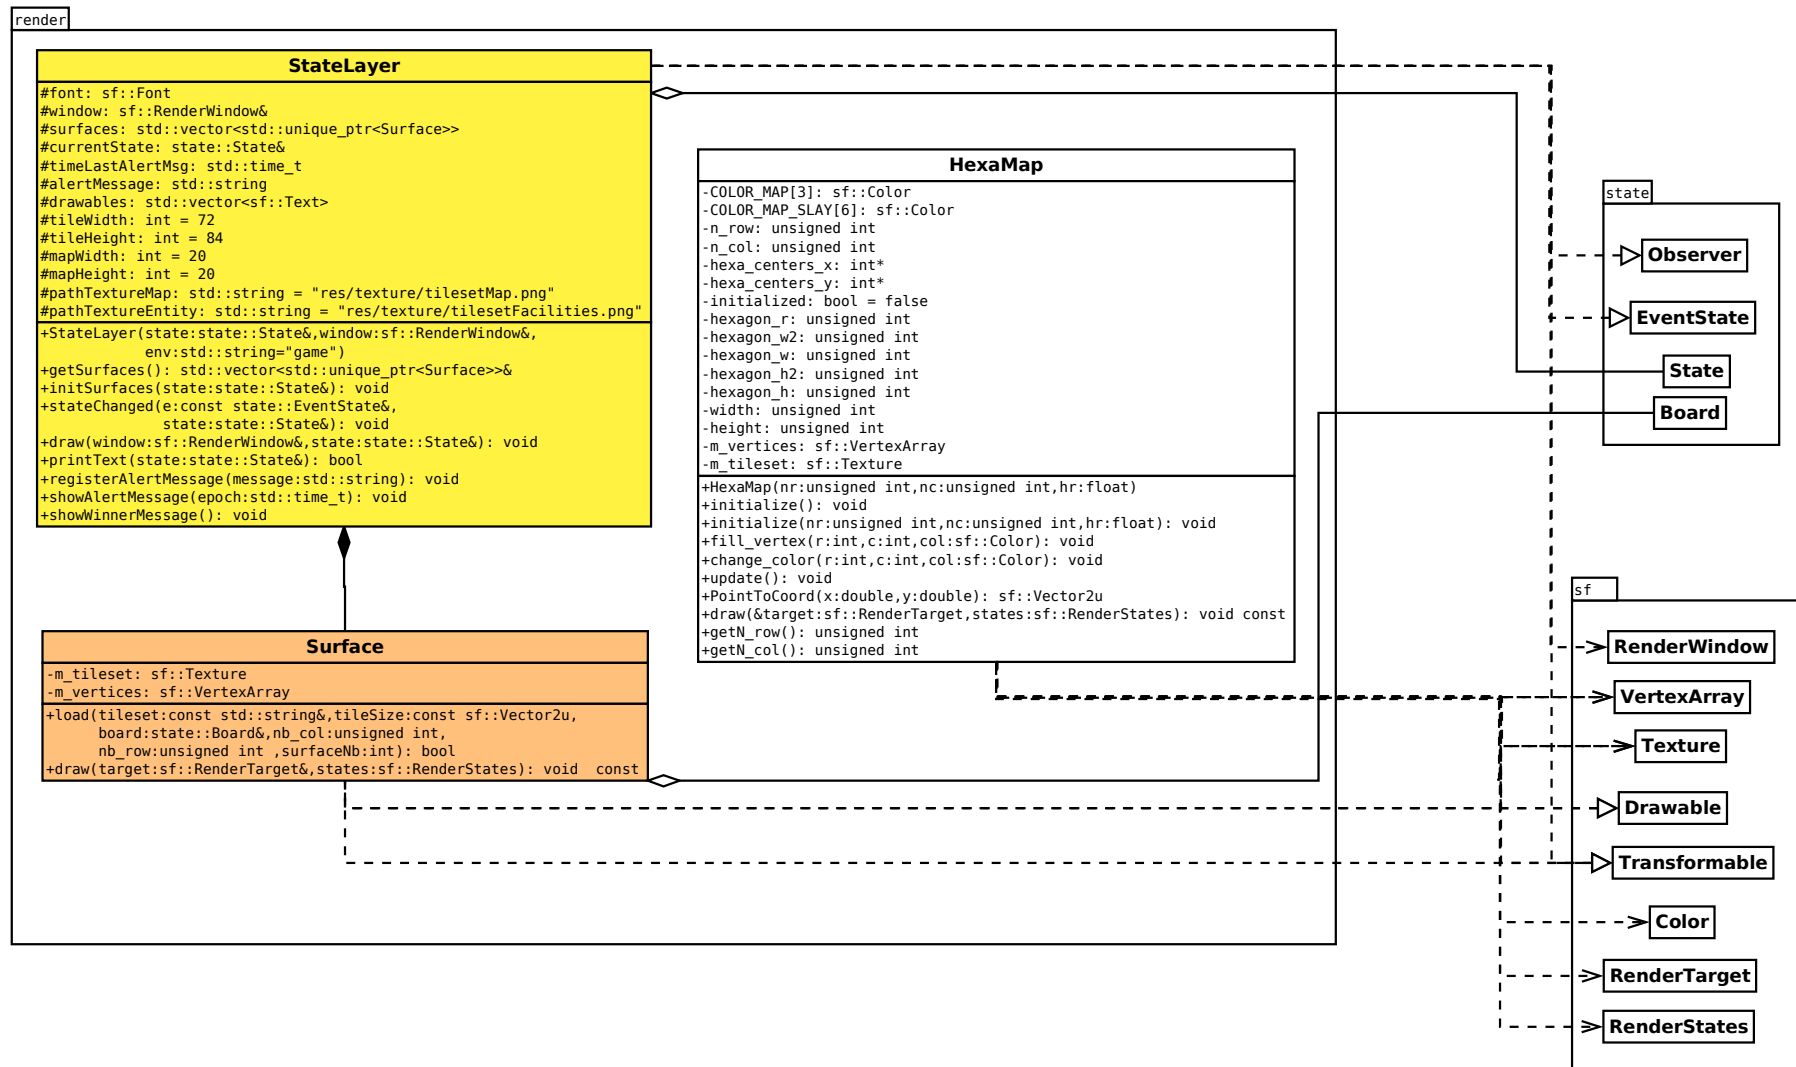 render
StateLayer
#font: sf::Font
#window: sf::RenderWindow&
#surfaces: std::vector<std::unique_ptr<Surface>>
#currentState: state::State&
#timeLastAlertMsg: std::time_t
#alertMessage: std::string
#drawables: std::vector<sf::Text>
#tileWidth: int = 72
#tileHeight: int = 84
#mapWidth: int = 20
#mapHeight: int = 20
#pathTextureMap: std::string = "res/texture/tilesetMap.png"
#pathTextureEntity: std::string = "res/texture/tilesetFacilities.png"
+StateLayer(state:state::State&,window:sf::RenderWindow&,
env:std::string="game")
+getSurfaces(): std::vector<std::unique_ptr<Surface>>&
+initSurfaces(state:state::State&): void
+stateChanged(e:const state::EventState&,
state:state::State&): void
+draw(window:sf::RenderWindow&,state:state::State&): void
+printText(state:state::State&): bool
+registerAlertMessage(message:std::string): void
+showAlertMessage(epoch:std::time_t): void
+showWinnerMessage(): void
Surface
-m_tileset: sf::Texture
-m_vertices: sf::VertexArray
+load(tileset:const std::string&,tileSize:const sf::Vector2u,
board:state::Board&,nb_col:unsigned int,
nb_row:unsigned int ,surfaceNb:int): bool
+draw(target:sf::RenderTarget&,states:sf::RenderStates): void  const
HexaMap
-COLOR_MAP[3]: sf::Color
-COLOR_MAP_SLAY[6]: sf::Color
-n_row: unsigned int
-n_col: unsigned int
-hexa_centers_x: int*
-hexa_centers_y: int*
-initialized: bool = false
-hexagon_r: unsigned int
-hexagon_w2: unsigned int
-hexagon_w: unsigned int
-hexagon_h2: unsigned int
-hexagon_h: unsigned int
-width: unsigned int
-height: unsigned int
-m_vertices: sf::VertexArray
-m_tileset: sf::Texture
+HexaMap(nr:unsigned int,nc:unsigned int,hr:float)
+initialize(): void
+initialize(nr:unsigned int,nc:unsigned int,hr:float): void
+fill_vertex(r:int,c:int,col:sf::Color): void
+change_color(r:int,c:int,col:sf::Color): void
+update(): void
+PointToCoord(x:double,y:double): sf::Vector2u
+draw(&target:sf::RenderTarget,states:sf::RenderStates): void const
+getN_row(): unsigned int
+getN_col(): unsigned int
state
Observer
EventState
State
Board
sf
RenderWindow
VertexArray
Texture
Drawable
Transformable
Color
RenderTarget
RenderStates